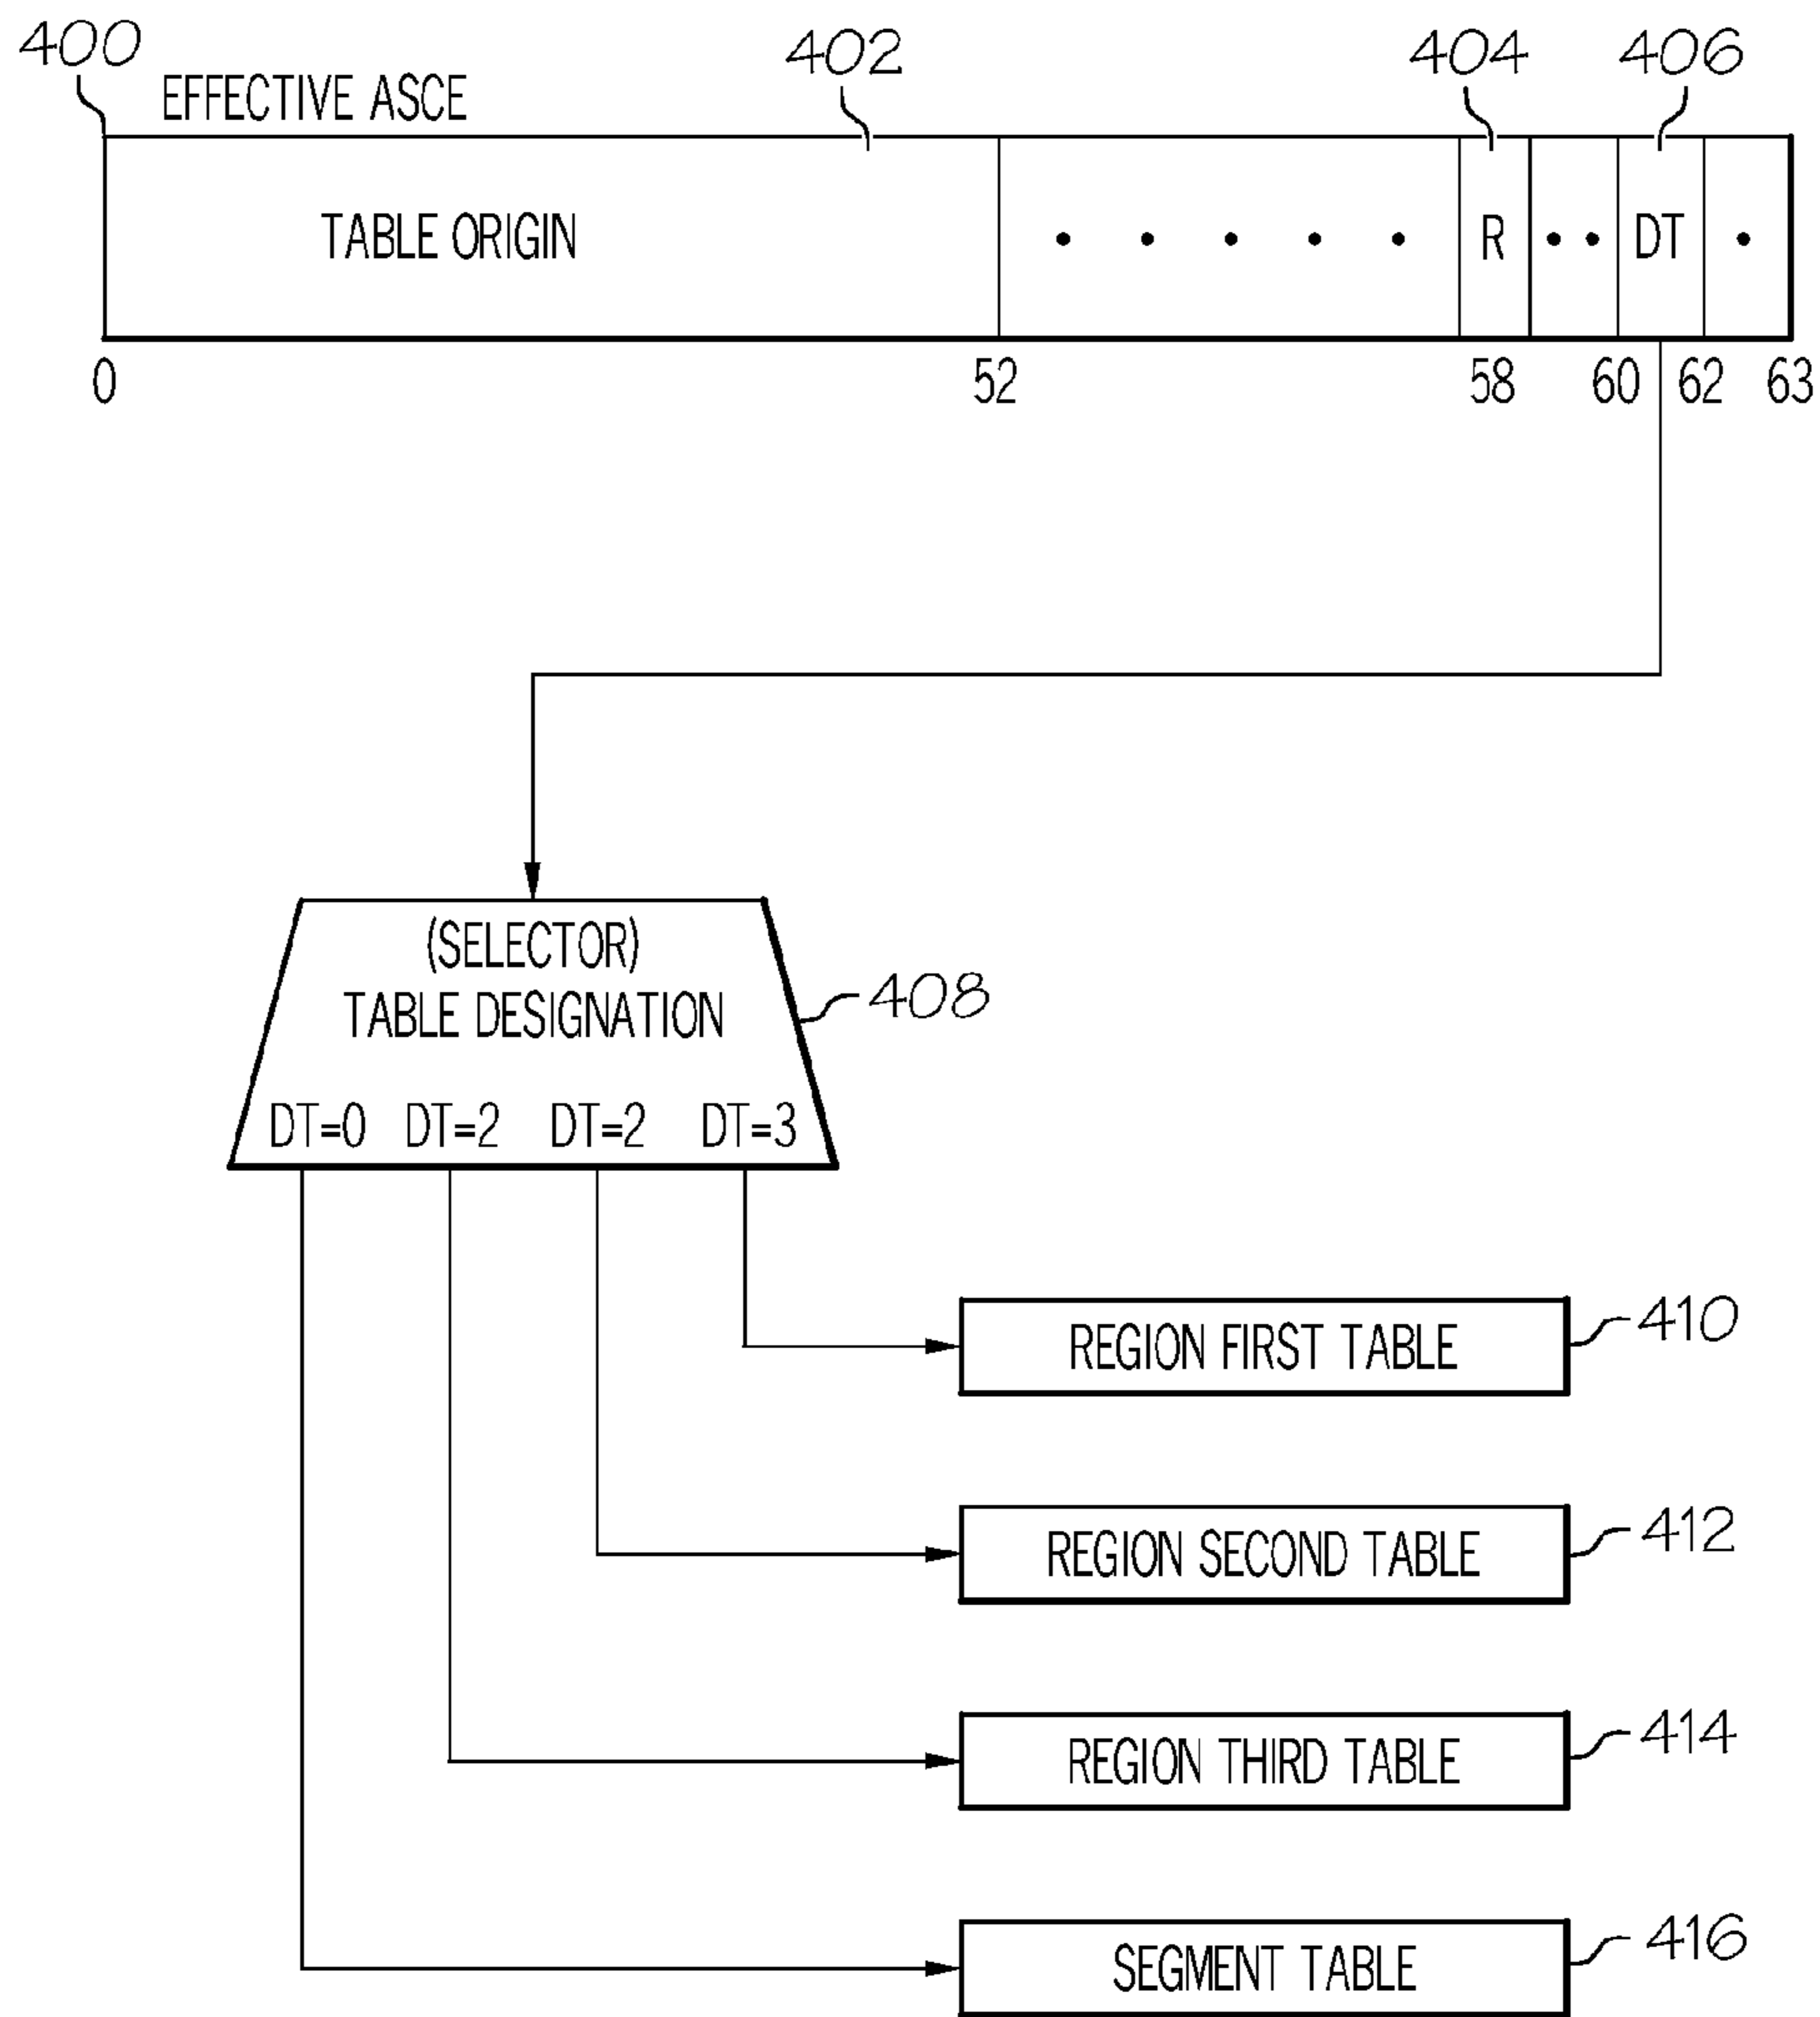 400 402 404 406
EFFECTIVE ASCE
TABLE ORIGIN • • • • • R • • DT •
0 52 58 60 62 63
(SELECTOR)
TABLE DESIGNATION
408
DT=0 DT=2 DT=2 DT=3
REGION FIRST TABLE
410
REGION SECOND TABLE
412
REGION THIRD TABLE
414
SEGMENT TABLE
416